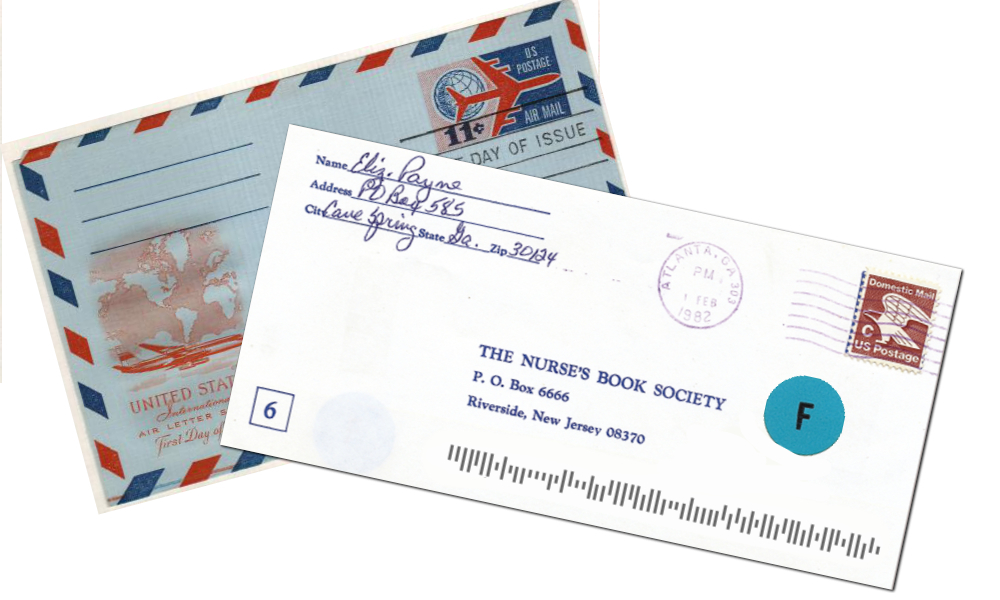 US
POSTAGE
AIR MAIL
11¢
DAY OF ISSUE
UNITED STAT
International
AIR LETTER S
First Day of
Name Eliz. Payne
Address PO Box 585
City Cave Spring State Ga. Zip 30124
ATLANTA, GA 303
PM
1 FEB
1982
Domestic Mail
C
US Postage
THE NURSE'S BOOK SOCIETY
P. O. Box 6666
Riverside, New Jersey 08370
F
6